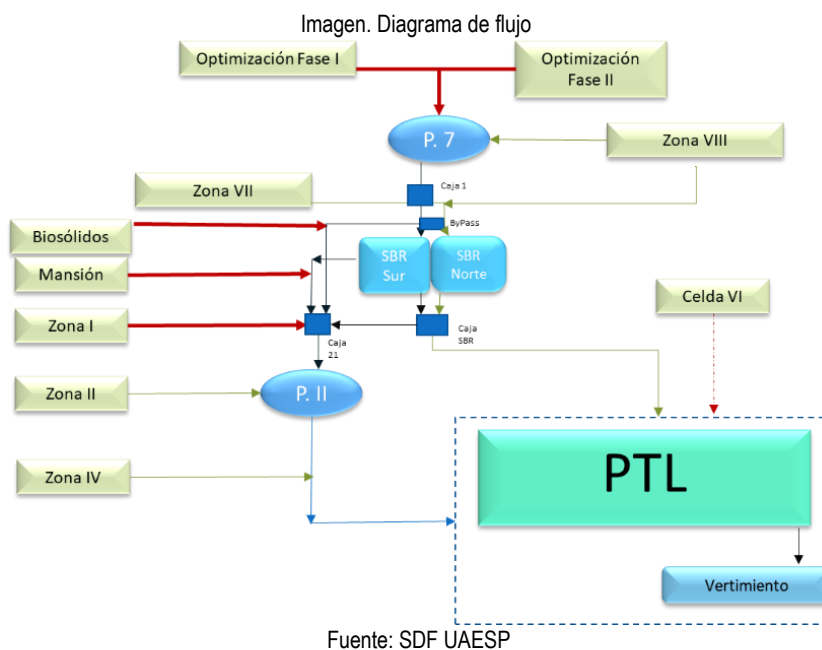 Imagen. Diagrama de flujo
Optimización Fase I
Optimización
Fase II
P. 7
Zona VIII
Zona VII
Caja 1
ByPass
Biosólidos
SBR
Sur
SBR
Norte
Mansión
Celda VI
Zona I
Caja
21
Caja
SBR
Zona II
P. II
PTL
Zona IV
Vertimiento
Fuente: SDF UAESP